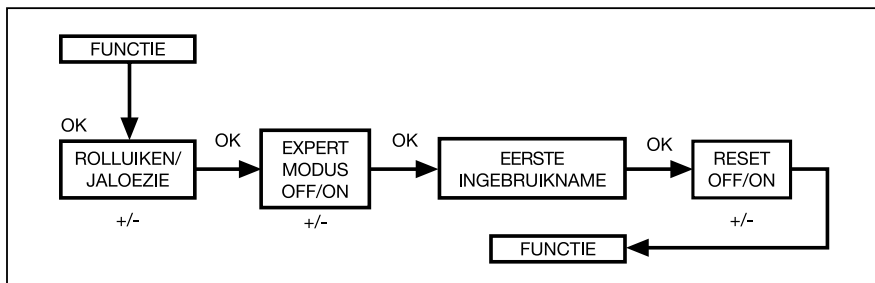 FUNCTIE
OK
ROLLUIKEN/
JALOEZIE
+/-
OK
EXPERT
MODUS
OFF/ON
+/-
OK
EERSTE
INGEBRUIKNAME
OK
RESET
OFF/ON
+/-
FUNCTIE